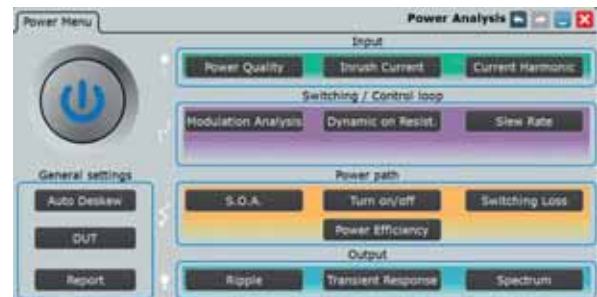 Power Menu
Power Analysis
Input
Power Quality
Inrush Current
Current Harmonic
Switching / Control loop
Modulation Analysis
Dynamic on Resist.
Slew Rate
General settings
Auto Deskew
DUT
Report
Power path
S.O.A.
Turn on/off
Switching Loss
Power Efficiency
Output
Ripple
Transient Response
Spectrum